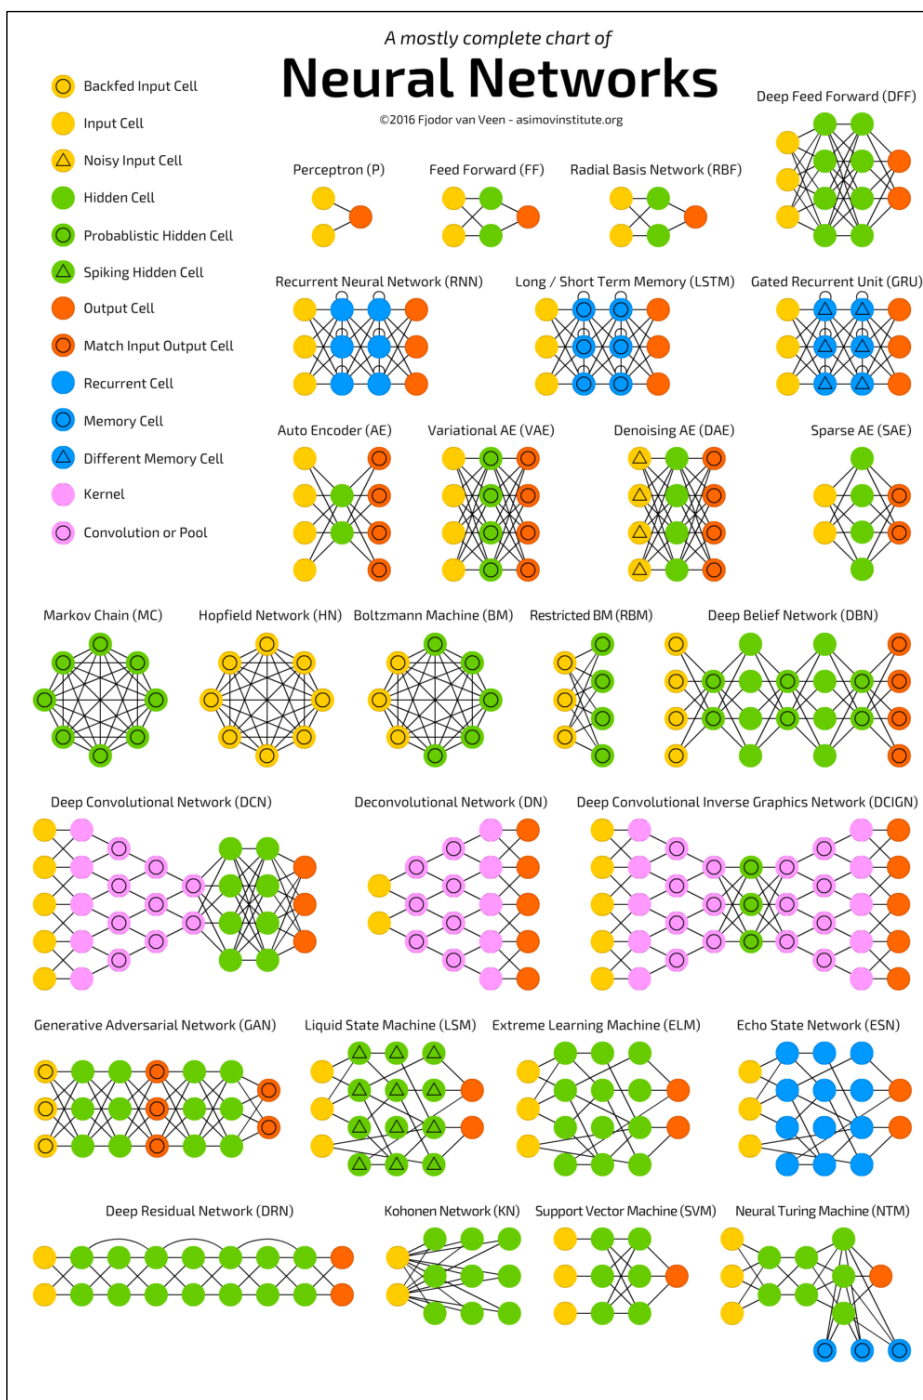 A mostly complete chart of
Neural Networks
©2016 Fjodor van Veen - asimovinstitute.org
Backfed Input Cell
Input Cell
Noisy Input Cell
Hidden Cell
Probablistic Hidden Cell
Spiking Hidden Cell
Output Cell
Match Input Output Cell
Recurrent Cell
Memory Cell
Different Memory Cell
Kernel
Convolution or Pool
Deep Feed Forward (DFF)
Perceptron (P)
Feed Forward (FF)
Radial Basis Network (RBF)
Recurrent Neural Network (RNN)
Long / Short Term Memory (LSTM)
Gated Recurrent Unit (GRU)
Auto Encoder (AE)
Variational AE (VAE)
Denoising AE (DAE)
Sparse AE (SAE)
Markov Chain (MC)
Hopfield Network (HN)
Boltzmann Machine (BM)
Restricted BM (RBM)
Deep Belief Network (DBN)
Deep Convolutional Network (DCN)
Deconvolutional Network (DN)
Deep Convolutional Inverse Graphics Network (DCIGN)
Generative Adversarial Network (GAN)
Liquid State Machine (LSM)
Extreme Learning Machine (ELM)
Echo State Network (ESN)
Deep Residual Network (DRN)
Kohonen Network (KN)
Support Vector Machine (SVM)
Neural Turing Machine (NTM)